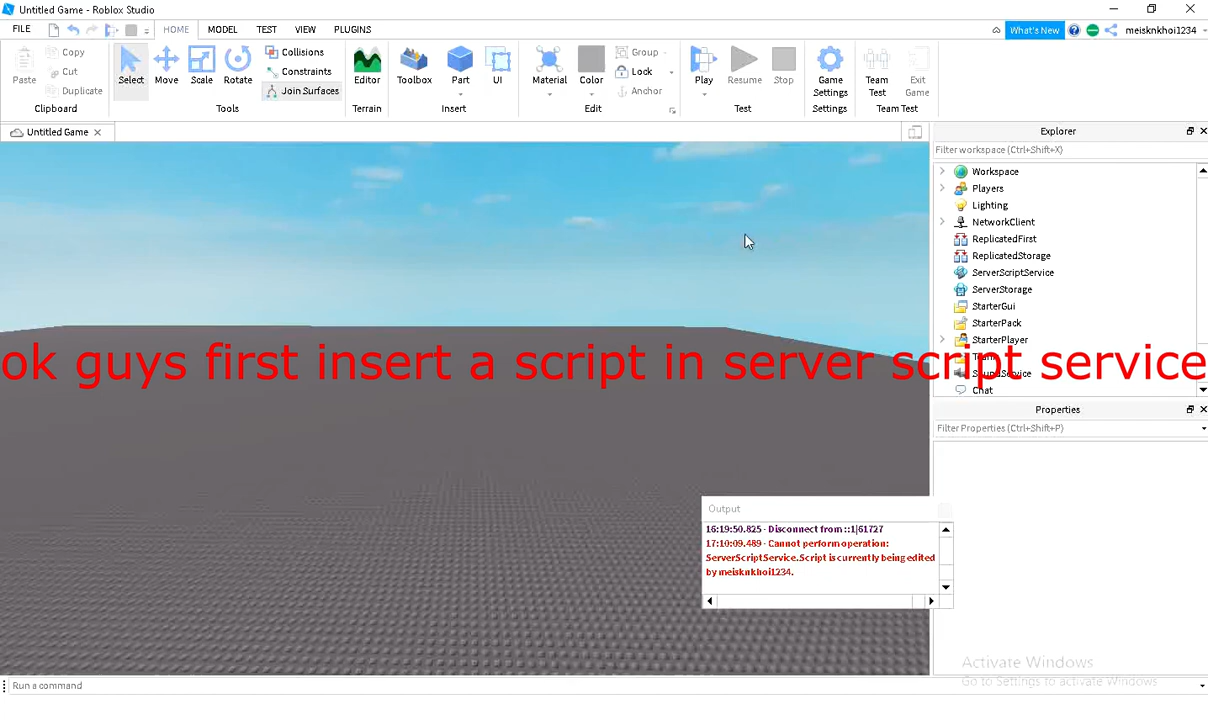 Untitled Game - Roblox Studio
FILE HOME MODEL TEST VIEW PLUGINS What's New meisknkhoi1234
Paste Copy Cut Duplicate
Clipboard
Select Move Scale Rotate
Collisions
Constraints
Join Surfaces
Tools
Editor
Terrain
Toolbox Part UI
Insert
Material Color
Group
Lock
Anchor
Edit
Play Resume Stop
Test
Game Settings
Settings
Team Test
Exit Game
Team Test
Untitled Game
Explorer
Filter workspace (Ctrl+Shift+X)
Workspace
Players
Lighting
NetworkClient
ReplicatedFirst
ReplicatedStorage
ServerScriptService
ServerStorage
StarterGui
StarterPack
StarterPlayer
SoundService
Chat
ok guys first insert a script in server script service
Properties
Filter Properties (Ctrl+Shift+P)
Output
16:19:50.825 - Disconnect from ::1|61727
17:10:09.489 - Cannot perform operation:
ServerScriptService.Script is currently being edited
by meisknkhoi1234.
Activate Windows
Go to Settings to activate Windows.
Run a command